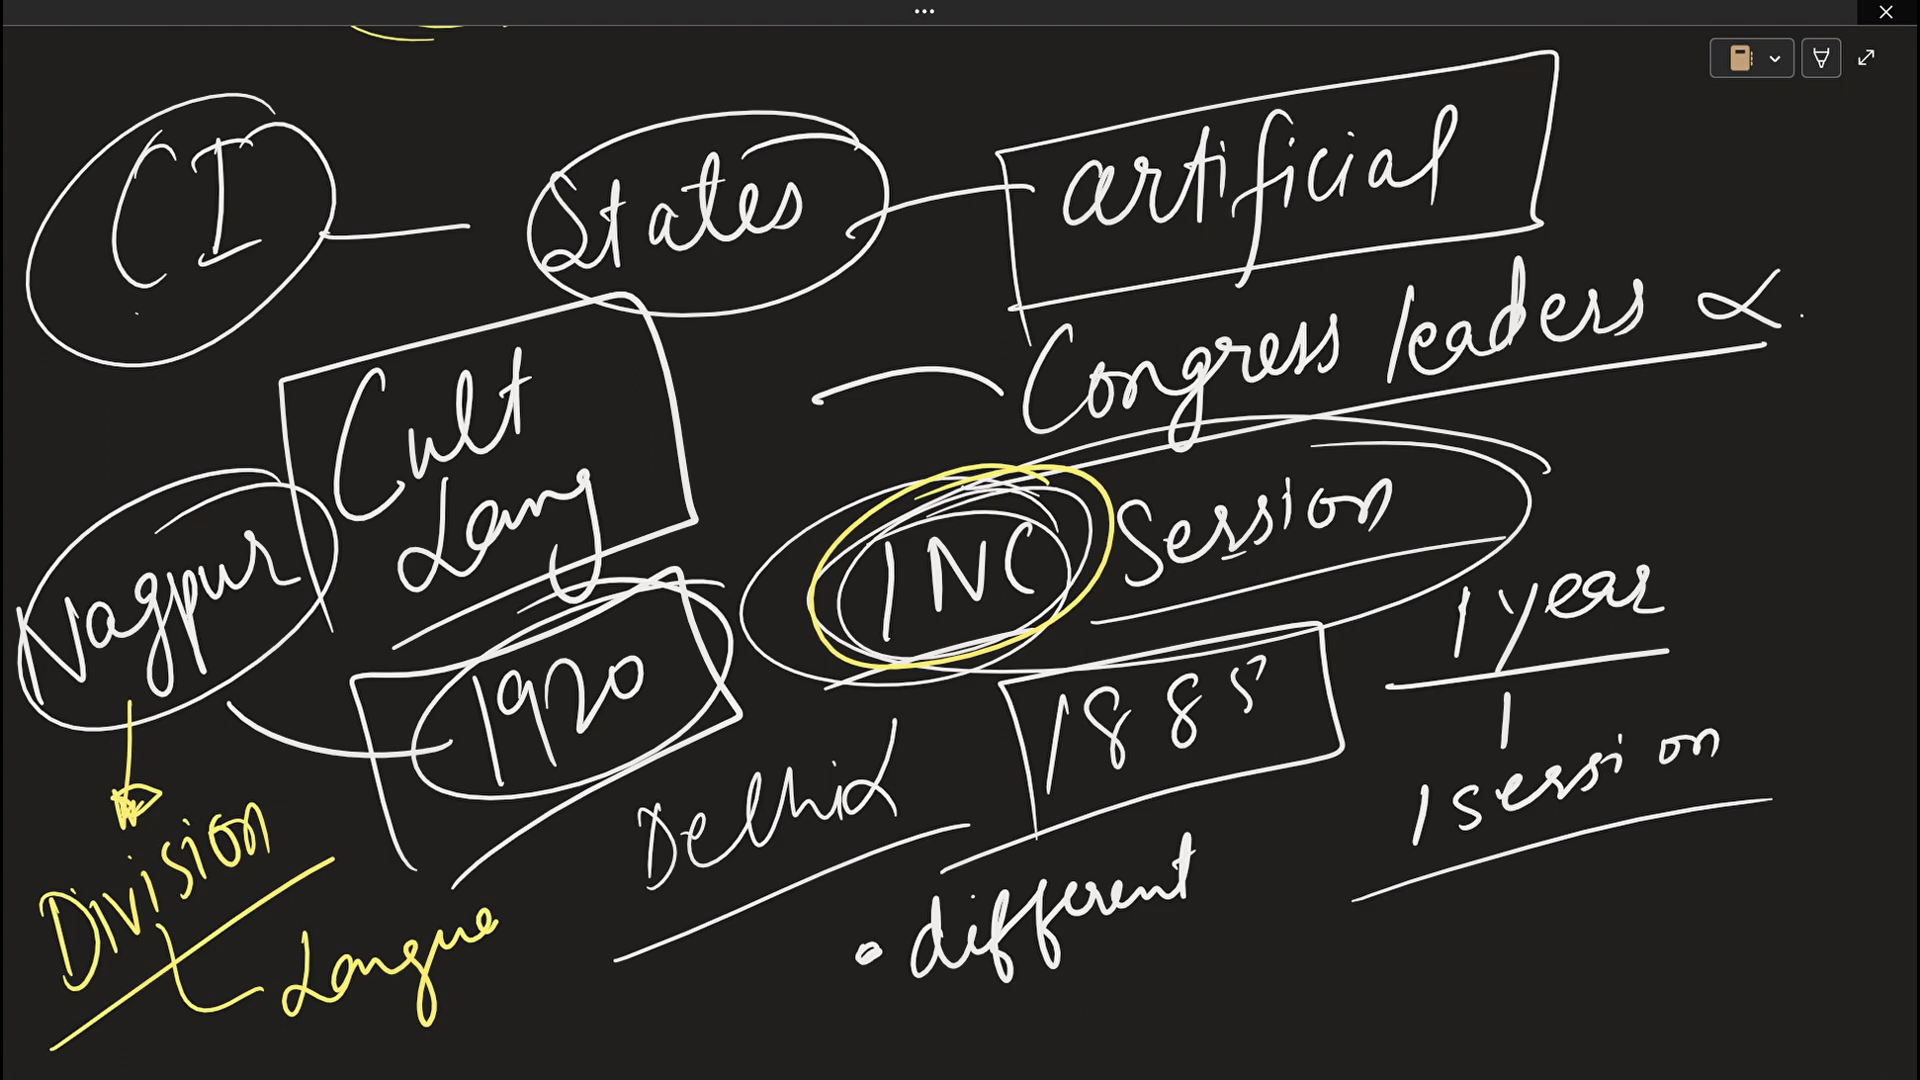 CI — States — artificial
Congress leaders
Cult
Lang
INC Session
Nagpur
1920
1885
1 year
1 session
Delhi
different
Division
Langue